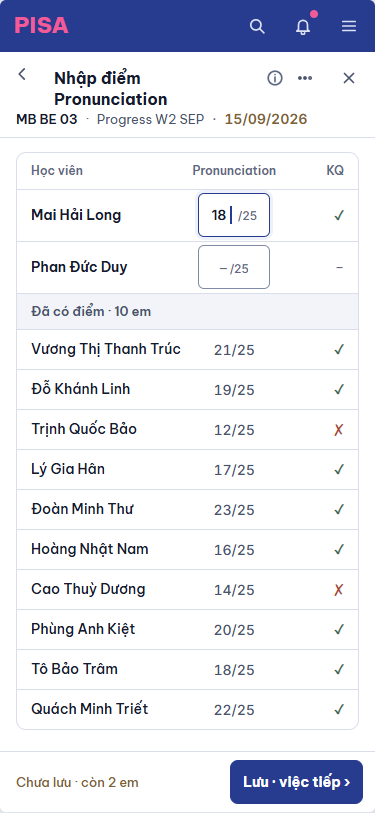 PISA
Nhập điểm
Pronunciation
MB BE 03 · Progress W2 SEP · 15/09/2026
Học viên Pronunciation KQ
Mai Hải Long 18 /25 ✓
Phan Đức Duy – /25 –
Đã có điểm · 10 em
Vương Thị Thanh Trúc 21/25 ✓
Đỗ Khánh Linh 19/25 ✓
Trịnh Quốc Bảo 12/25 ✗
Lý Gia Hân 17/25 ✓
Đoàn Minh Thư 23/25 ✓
Hoàng Nhật Nam 16/25 ✓
Cao Thuỳ Dương 14/25 ✗
Phùng Anh Kiệt 20/25 ✓
Tô Bảo Trâm 18/25 ✓
Quách Minh Triết 22/25 ✓
Chưa lưu · còn 2 em
Lưu · việc tiếp ›